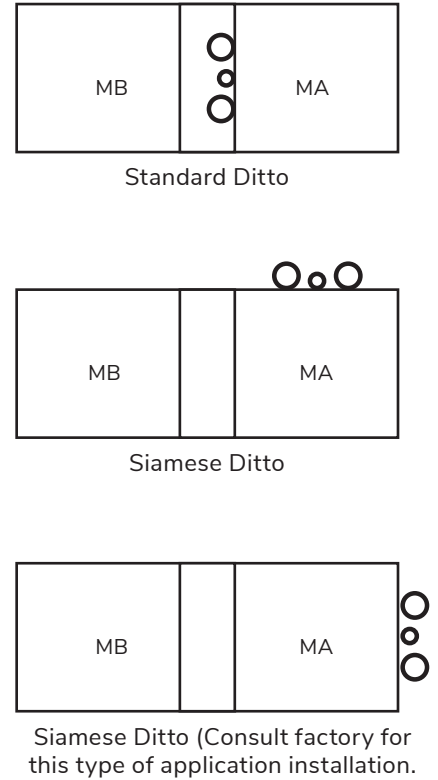 MB MA
Standard Ditto
MB MA
Siamese Ditto
MB MA
Siamese Ditto (Consult factory for
this type of application installation.